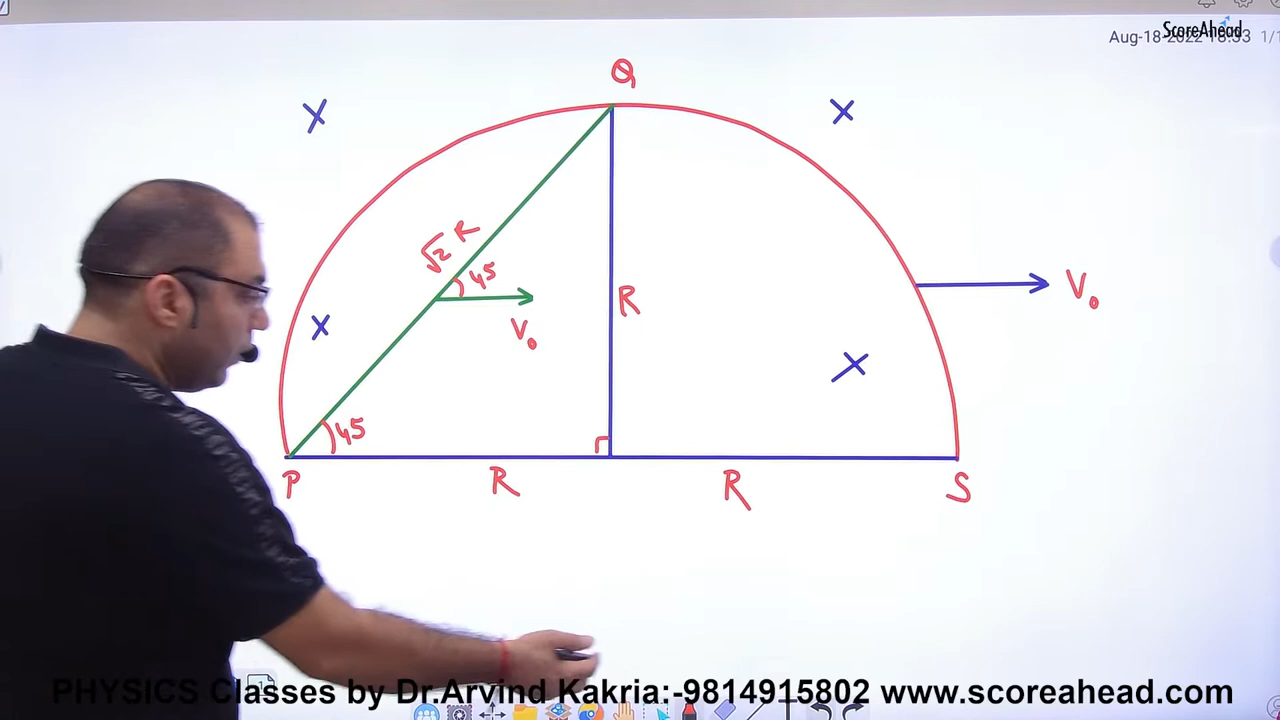 ScoreAhead
Aug-18-2022 18:33 1/1
Q
√2 R
45
V₀
R
V₀
45
P
R
R
S
PHYSICS Classes by Dr.Arvind Kakria:-9814915802 www.scoreahead.com